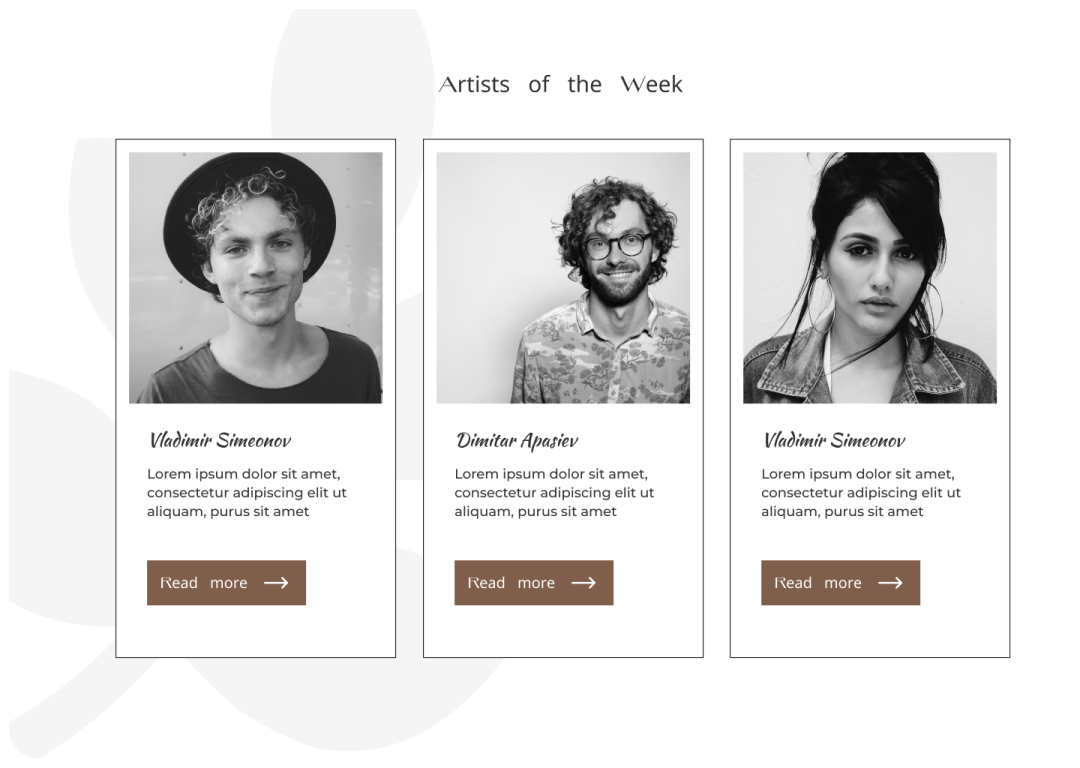 Artists of the Week
Vladimir Simeonov
Lorem ipsum dolor sit amet,
consectetur adipiscing elit ut
aliquam, purus sit amet
Read more
Dimitar Apasiev
Lorem ipsum dolor sit amet,
consectetur adipiscing elit ut
aliquam, purus sit amet
Read more
Vladimir Simeonov
Lorem ipsum dolor sit amet,
consectetur adipiscing elit ut
aliquam, purus sit amet
Read more